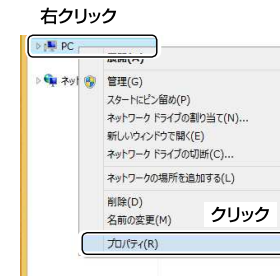 右クリック
PC
ネッ
管理(G)
スタートにピン留め(P)
ネットワーク ドライブの割り当て(N)...
新しいウィンドウで開く(E)
ネットワーク ドライブの切断(C)...
ネットワークの場所を追加する(L)
削除(D)
名前の変更(M)
クリック
プロパティ(R)